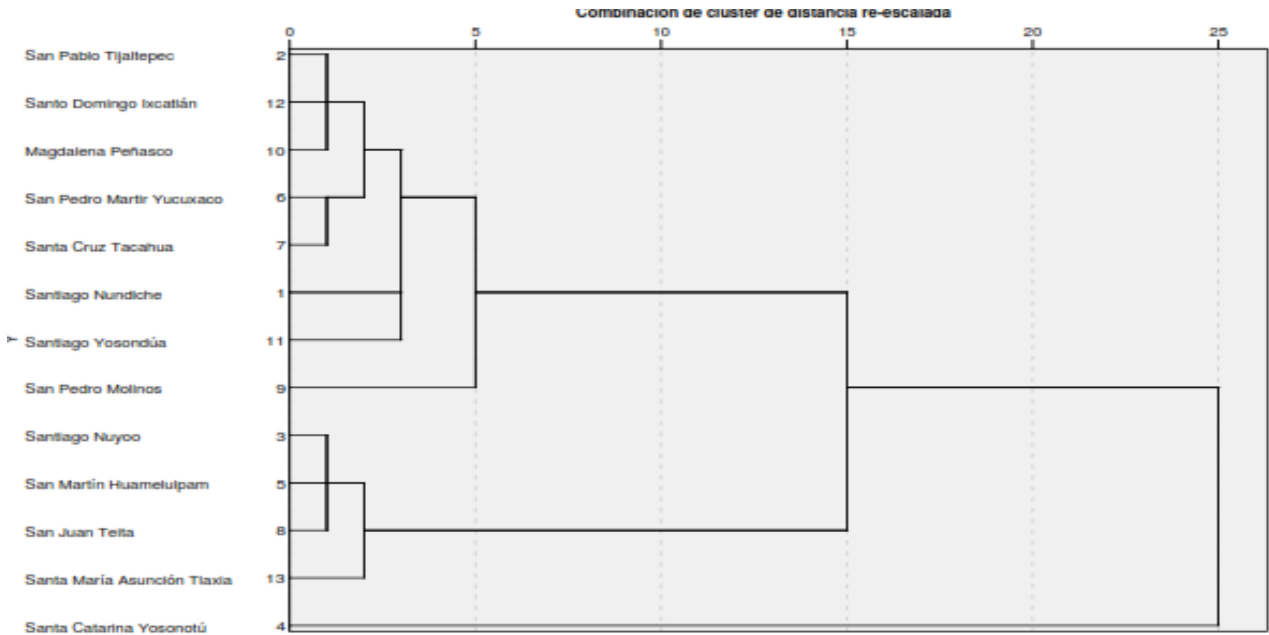 Combinación de cluster de distancia re-escalada
0 5 10 15 20 25
San Pablo Tijaltepec 2
Santo Domingo Ixcatlán 12
Magdalena Peñasco 10
San Pedro Martir Yucuxaco 6
Santa Cruz Tacahua 7
Santiago Nundiche 1
Santiago Yosondúa 11
San Pedro Molinos 9
Santiago Nuyoo 3
San Martín Huamelulpam 5
San Juan Teita 8
Santa María Asunción Tlaxia 13
Santa Catarina Yosonotú 4
Y